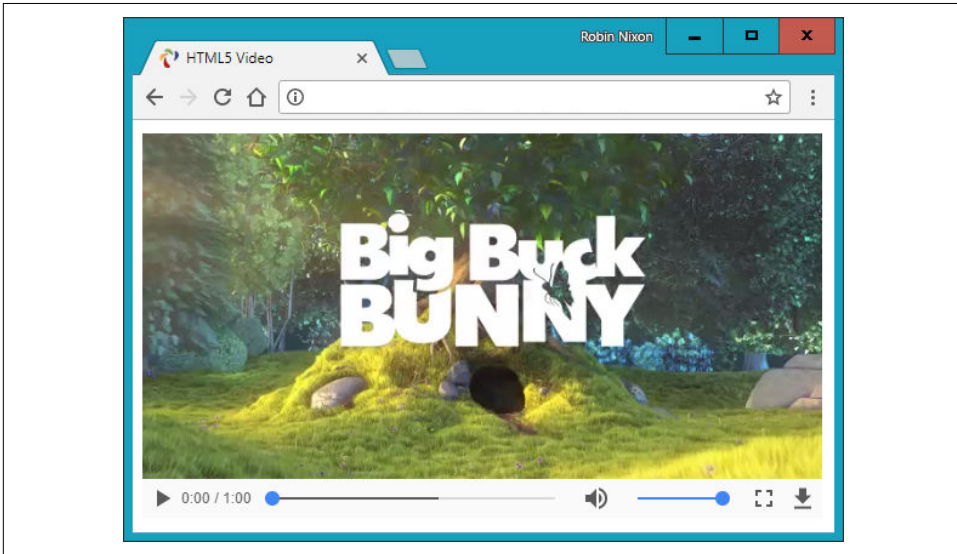 Robin Nixon
HTML5 Video
Big Buck
BUNNY
0:00 / 1:00